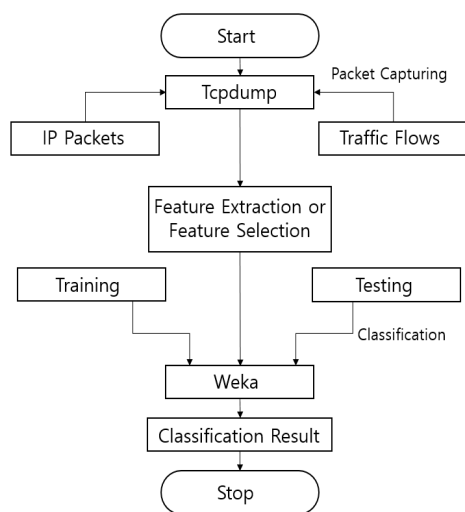 Start
Packet Capturing
Tcpdump
IP Packets
Traffic Flows
Feature Extraction or
Feature Selection
Training
Testing
Classification
Weka
Classification Result
Stop